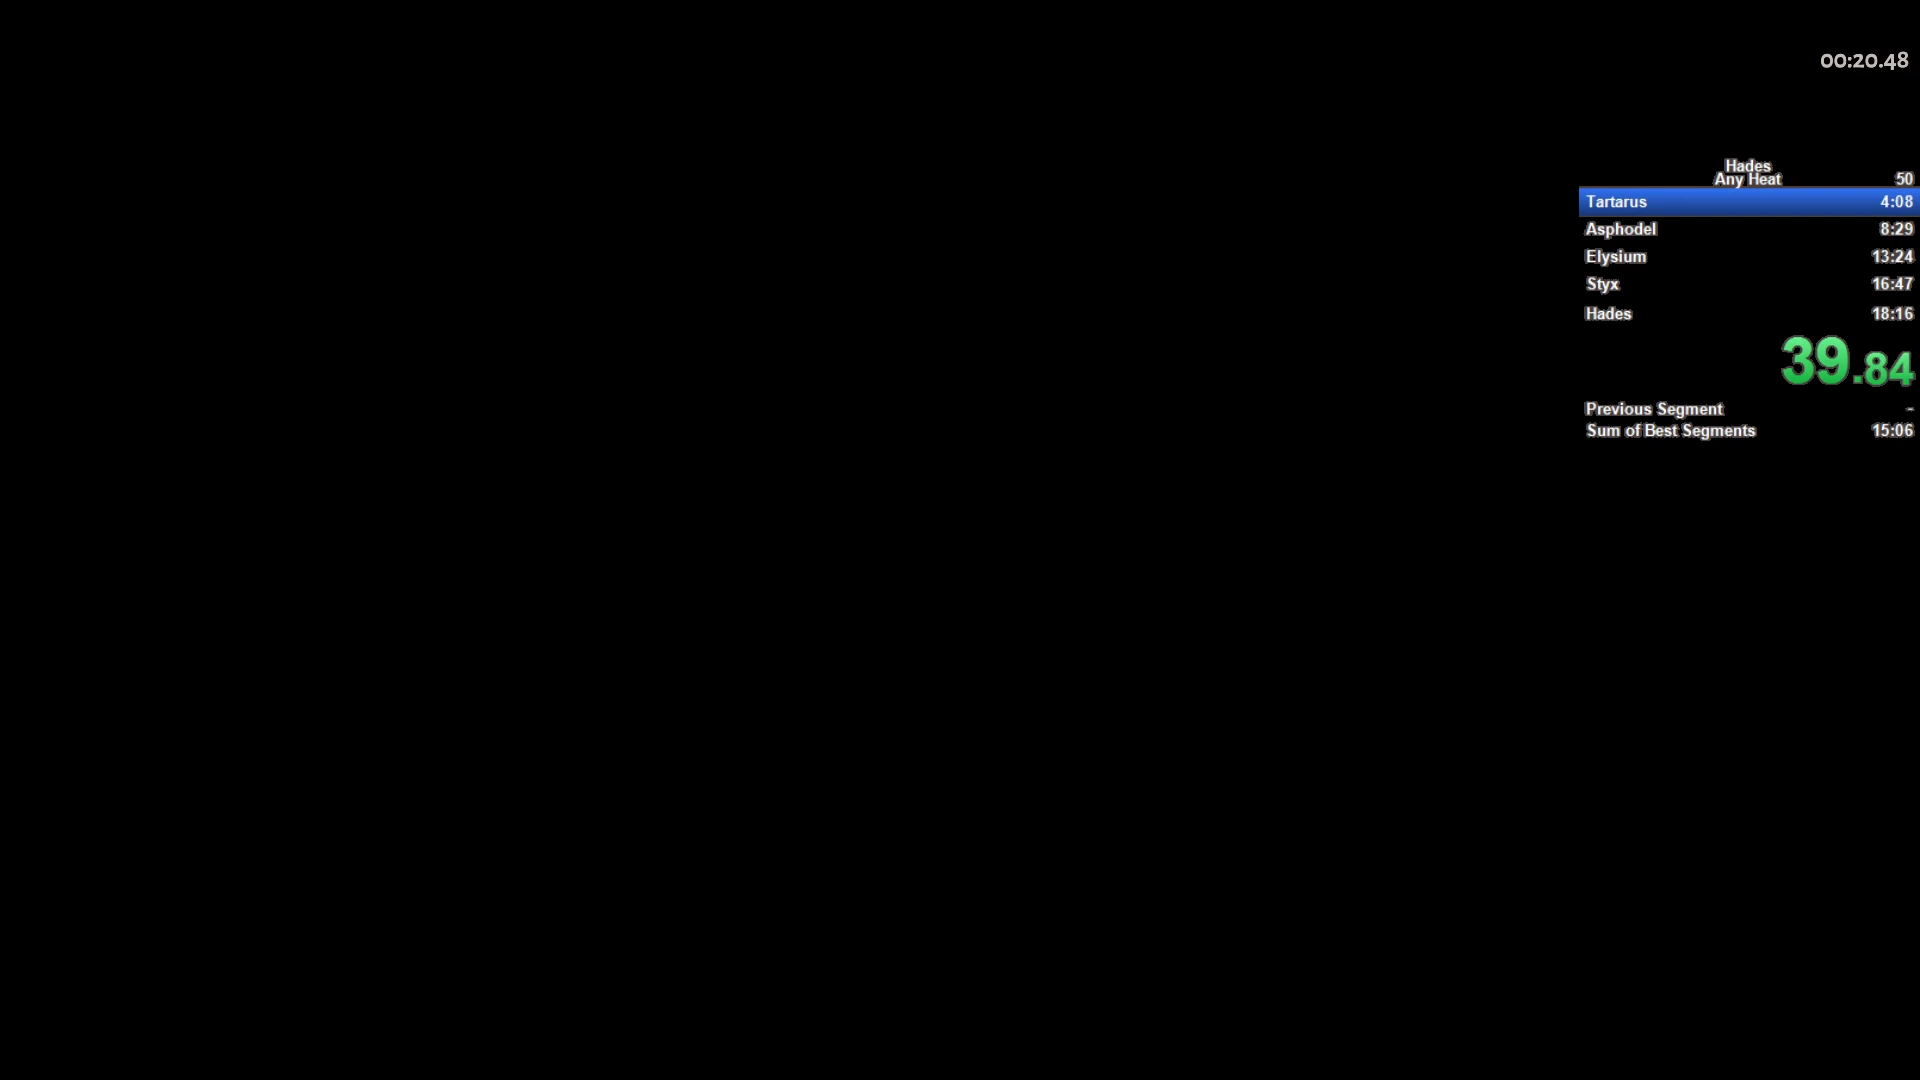 00:20.48
Hades
Any Heat 50
Tartarus 4:08
Asphodel 8:29
Elysium 13:24
Styx 16:47
Hades 18:16
39.84
Previous Segment -
Sum of Best Segments 15:06